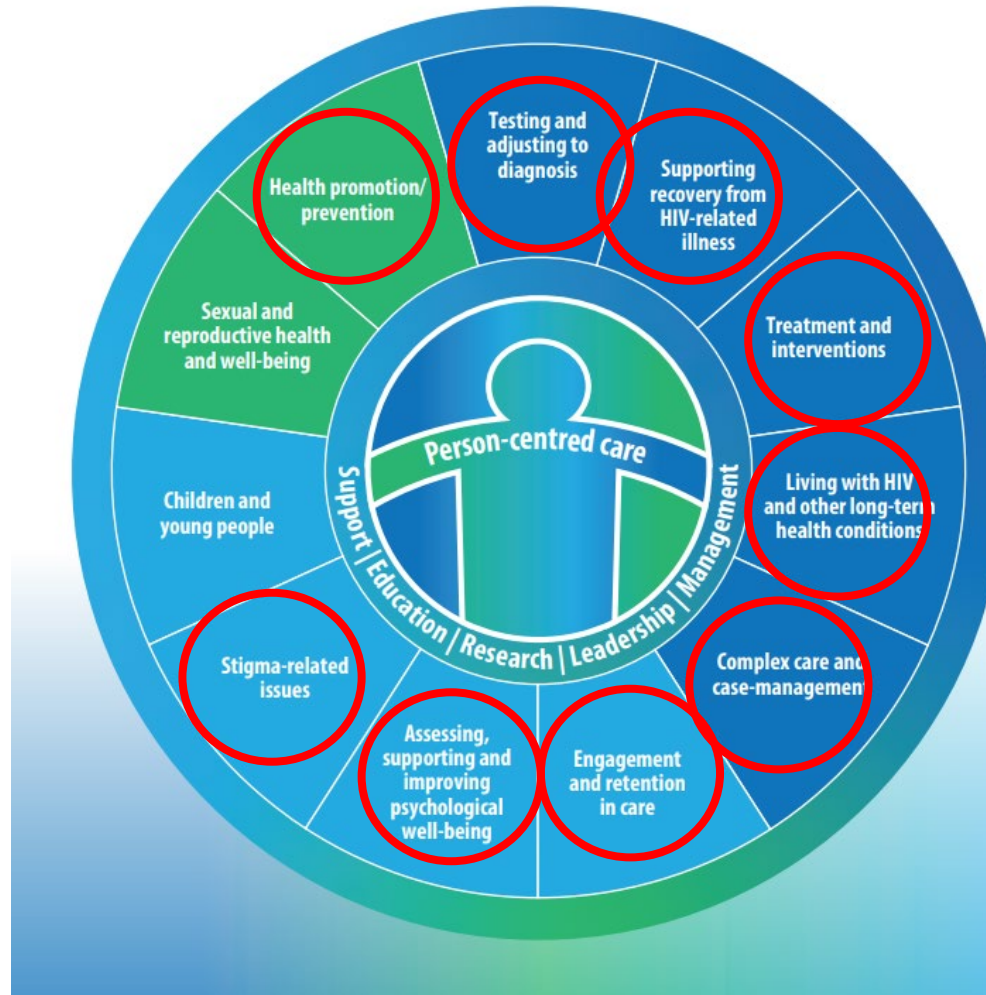 Testing and
adjusting to
diagnosis
Supporting
recovery from
HIV-related
illness
Treatment and
interventions
Living with HIV
and other long-term
health conditions
Complex care and
case-management
Engagement
and retention
in care
Assessing,
supporting and
improving
psychological
well-being
Stigma-related
issues
Children and
young people
Sexual and
reproductive health
and well-being
Health promotion/
prevention
Person-centred care
Support | Education | Research | Leadership | Management